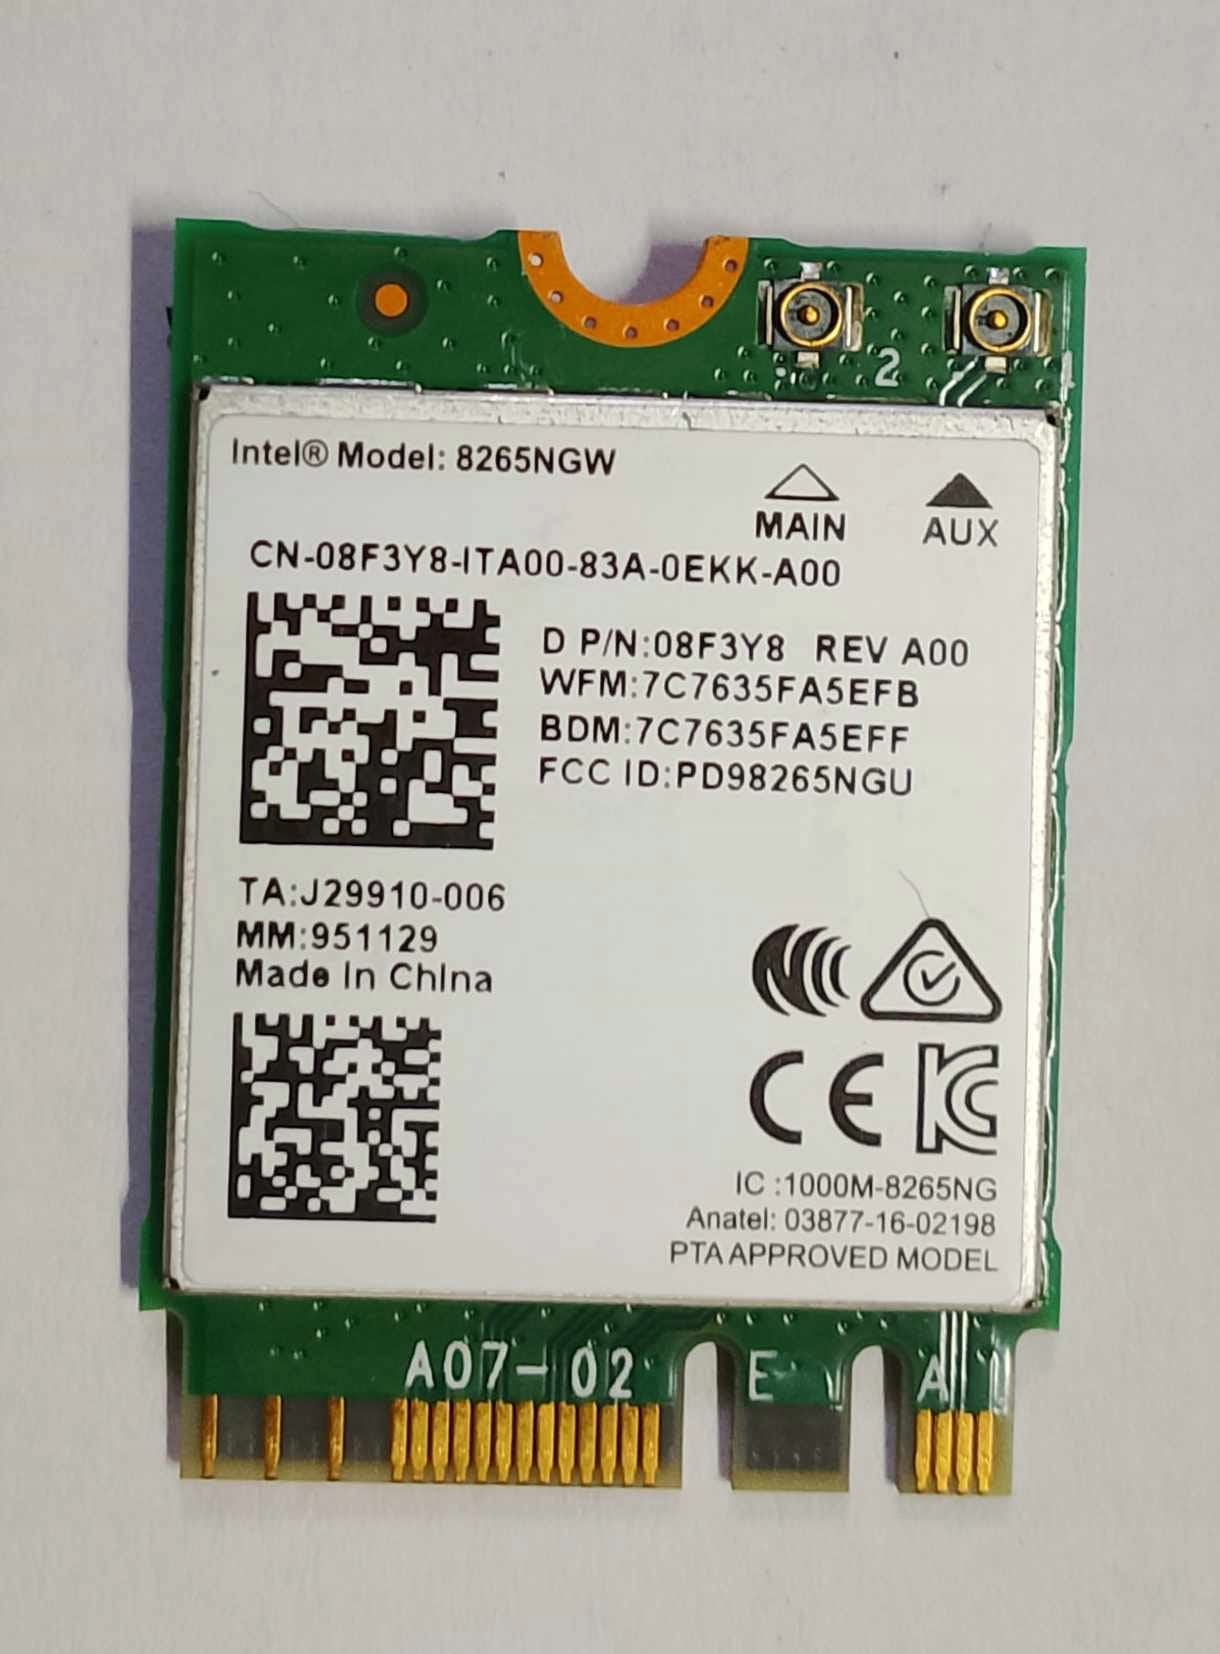 2
Intel® Model: 8265NGW
MAIN AUX
CN-08F3Y8-ITA00-83A-0EKK-A00
D P/N:08F3Y8 REV A00
WFM:7C7635FA5EFB
BDM:7C7635FA5EFF
FCC ID:PD98265NGU
TA:J29910-006
MM:951129
Made In China
CE
IC :1000M-8265NG
Anatel: 03877-16-02198
PTA APPROVED MODEL
A07-02 E A